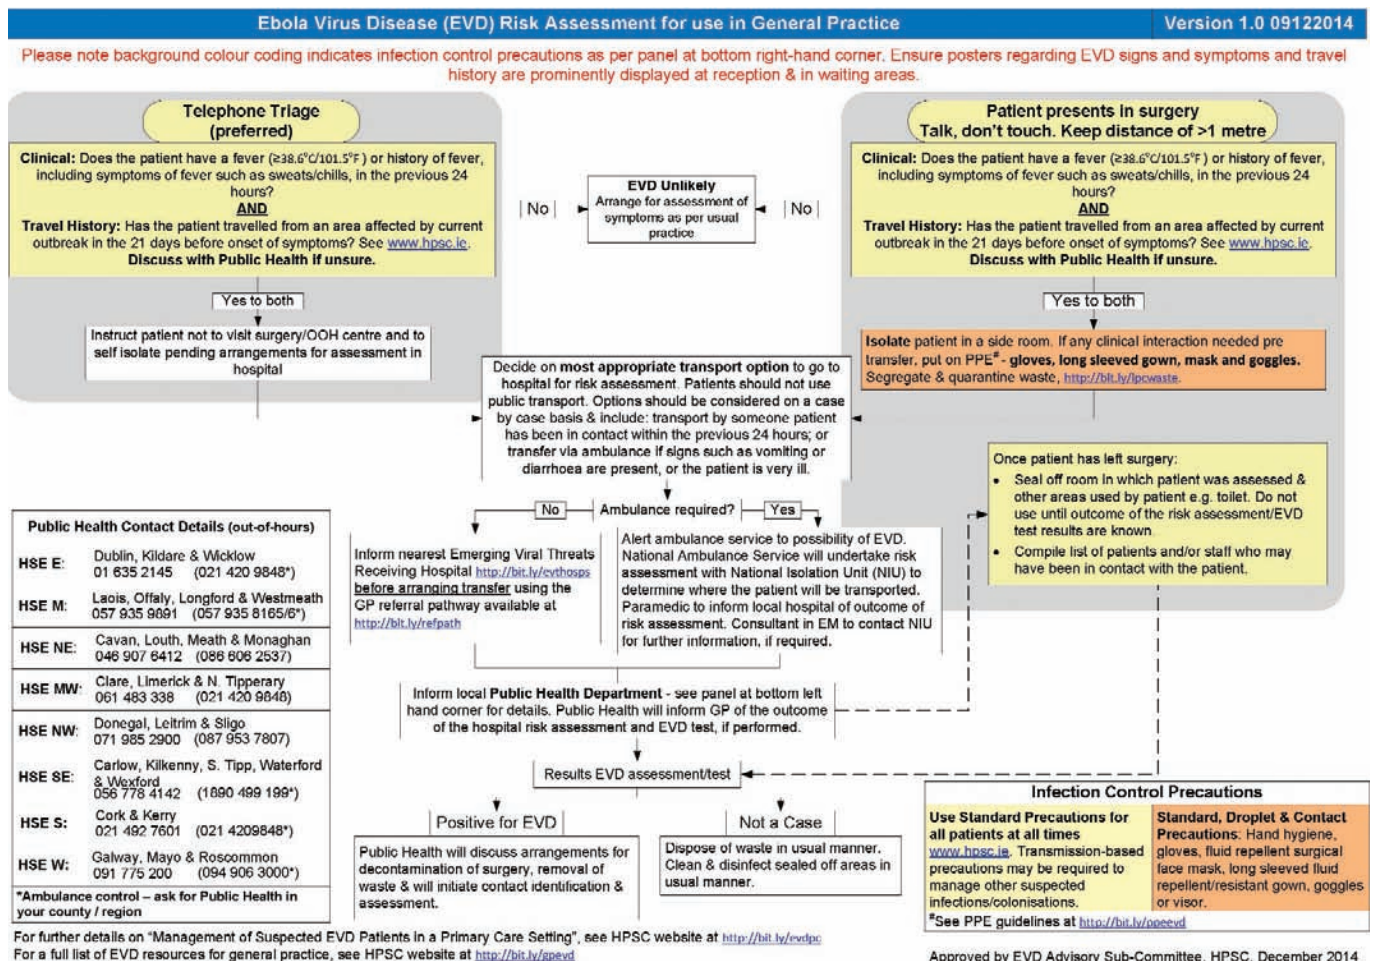 Ebola Virus Disease (EVD) Risk Assessment for use in General Practice
Version 1.0 09122014
Please note background colour coding indicates infection control precautions as per panel at bottom right-hand corner. Ensure posters regarding EVD signs and symptoms and travel
history are prominently displayed at reception & in waiting areas.
Telephone Triage
(preferred)
Clinical: Does the patient have a fever (≥38.6°C/101.5°F) or history of fever,
including symptoms of fever such as sweats/chills, in the previous 24
hours?
AND
Travel History: Has the patient travelled from an area affected by current
outbreak in the 21 days before onset of symptoms? See www.hpsc.ie.
Discuss with Public Health if unsure.
No
EVD Unlikely
Arrange for assessment of
symptoms as per usual
practice
No
Patient presents in surgery
Talk, don't touch. Keep distance of >1 metre
Clinical: Does the patient have a fever (≥38.6°C/101.5°F) or history of fever,
including symptoms of fever such as sweats/chills, in the previous 24
hours?
AND
Travel History: Has the patient travelled from an area affected by current
outbreak in the 21 days before onset of symptoms? See www.hpsc.ie.
Discuss with Public Health if unsure.
Yes to both
Instruct patient not to visit surgery/OOH centre and to
self isolate pending arrangements for assessment in
hospital
Yes to both
Isolate patient in a side room. If any clinical interaction needed pre
transfer, put on PPE# - gloves, long sleeved gown, mask and goggles.
Segregate & quarantine waste, http://bit.ly/ipcwaste.
Decide on most appropriate transport option to go to
hospital for risk assessment. Patients should not use
public transport. Options should be considered on a case
by case basis & include: transport by someone patient
has been in contact within the previous 24 hours; or
transfer via ambulance if signs such as vomiting or
diarrhoea are present, or the patient is very ill.
Once patient has left surgery:
• Seal off room in which patient was assessed &
other areas used by patient e.g. toilet. Do not
use until outcome of the risk assessment/EVD
test results are known.
• Compile list of patients and/or staff who may
have been in contact with the patient.
No
Ambulance required?
Yes
Inform nearest Emerging Viral Threats
Receiving Hospital http://bit.ly/evthosps
before arranging transfer using the
GP referral pathway available at
http://bit.ly/refpath
Alert ambulance service to possibility of EVD.
National Ambulance Service will undertake risk
assessment with National Isolation Unit (NIU) to
determine where the patient will be transported.
Paramedic to inform local hospital of outcome of
risk assessment. Consultant in EM to contact NIU
for further information, if required.
Inform local Public Health Department - see panel at bottom left
hand corner for details. Public Health will inform GP of the outcome
of the hospital risk assessment and EVD test, if performed.
Results EVD assessment/test
Positive for EVD
Public Health will discuss arrangements for
decontamination of surgery, removal of
waste & will initiate contact identification &
assessment.
Not a Case
Dispose of waste in usual manner.
Clean & disinfect sealed off areas in
usual manner.
Public Health Contact Details (out-of-hours)
HSE E: Dublin, Kildare & Wicklow
01 635 2145 (021 420 9848*)
HSE M: Laois, Offaly, Longford & Westmeath
057 935 9891 (057 935 8165/6*)
HSE NE: Cavan, Louth, Meath & Monaghan
046 907 6412 (086 606 2537)
HSE MW: Clare, Limerick & N. Tipperary
061 483 338 (021 420 9848)
HSE NW: Donegal, Leitrim & Sligo
071 985 2900 (087 953 7807)
HSE SE: Carlow, Kilkenny, S. Tipp, Waterford
& Wexford
056 778 4142 (1890 499 199*)
HSE S: Cork & Kerry
021 492 7601 (021 4209848*)
HSE W: Galway, Mayo & Roscommon
091 775 200 (094 906 3000*)
*Ambulance control – ask for Public Health in
your county / region
Infection Control Precautions
Use Standard Precautions for
all patients at all times
www.hpsc.ie. Transmission-based
precautions may be required to
manage other suspected
infections/colonisations.
Standard, Droplet & Contact
Precautions: Hand hygiene,
gloves, fluid repellent surgical
face mask, long sleeved fluid
repellent/resistant gown, goggles
or visor.
#See PPE guidelines at http://bit.ly/ppeevd
For further details on "Management of Suspected EVD Patients in a Primary Care Setting", see HPSC website at http://bit.ly/evdpc
For a full list of EVD resources for general practice, see HPSC website at http://bit.ly/gpevd
Approved by EVD Advisory Sub-Committee, HPSC, December 2014